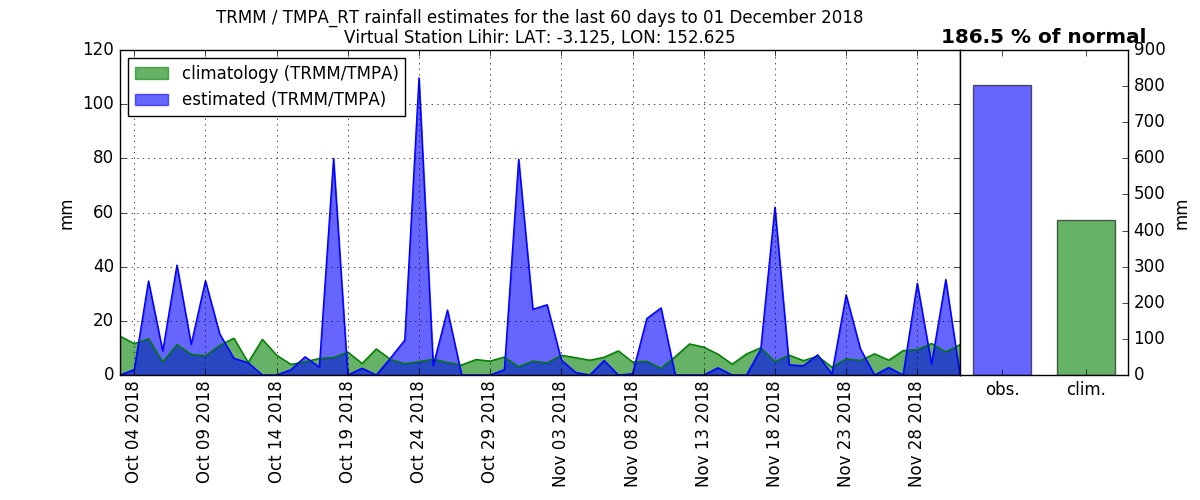 TRMM / TMPA_RT rainfall estimates for the last 60 days to 01 December 2018
Virtual Station Lihir: LAT: -3.125, LON: 152.625
186.5 % of normal
climatology (TRMM/TMPA)
estimated (TRMM/TMPA)
mm
120
100
80
60
40
20
0
Oct 04 2018
Oct 09 2018
Oct 14 2018
Oct 19 2018
Oct 24 2018
Oct 29 2018
Nov 03 2018
Nov 08 2018
Nov 13 2018
Nov 18 2018
Nov 23 2018
Nov 28 2018
900
800
700
600
500
400
300
200
100
0
mm
obs.
clim.